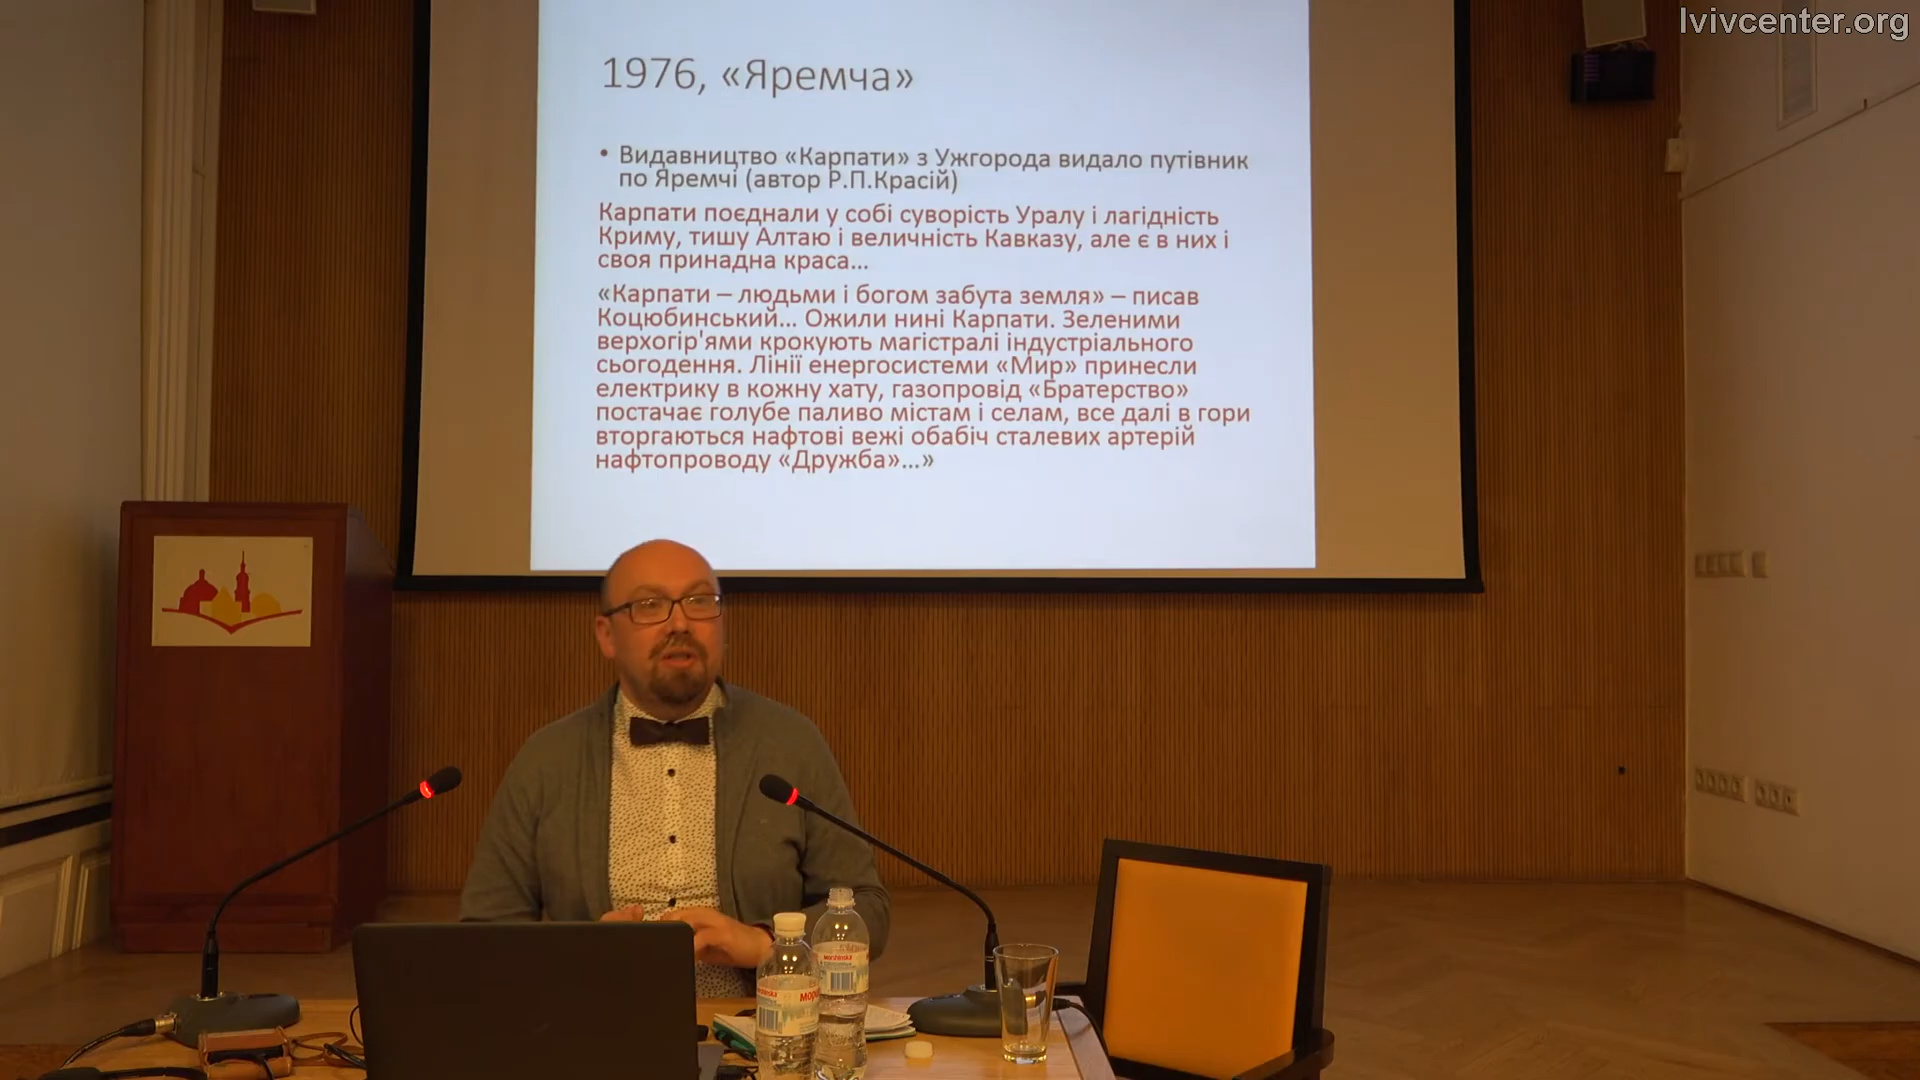 lvivcenter.org
1976, «Яремча»
• Видавництво «Карпати» з Ужгорода видало путівник
по Яремчі (автор Р.П.Красій)
Карпати поєднали у собі суворість Уралу і лагідність
Криму, тишу Алтаю і величність Кавказу, але є в них і
своя принадна краса...
«Карпати – людьми і богом забута земля» – писав
Коцюбинський... Ожили нині Карпати. Зеленими
верхогір'ями крокують магістралі індустріального
сьогодення. Лінії енергосистеми «Мир» принесли
електрику в кожну хату, газопровід «Братерство»
постачає голубе паливо містам і селам, все далі в гори
вторгаються нафтові вежі обабіч сталевих артерій
нафтопроводу «Дружба»...»
morshinska